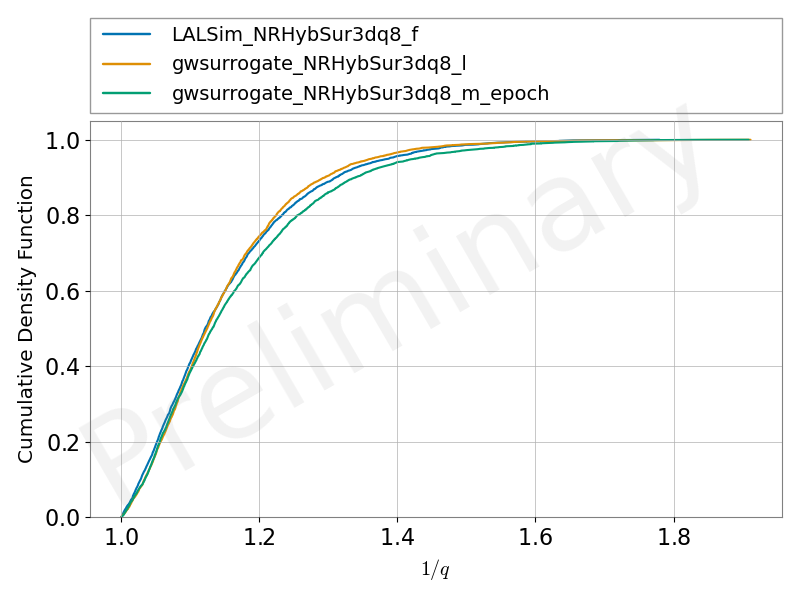 LALSim_NRHybSur3dq8_f
gwsurrogate_NRHybSur3dq8_l
gwsurrogate_NRHybSur3dq8_m_epoch
1.0
0.8
0.6
0.4
0.2
0.0
Cumulative Density Function
Preliminary
1.0 1.2 1.4 1.6 1.8
1/q